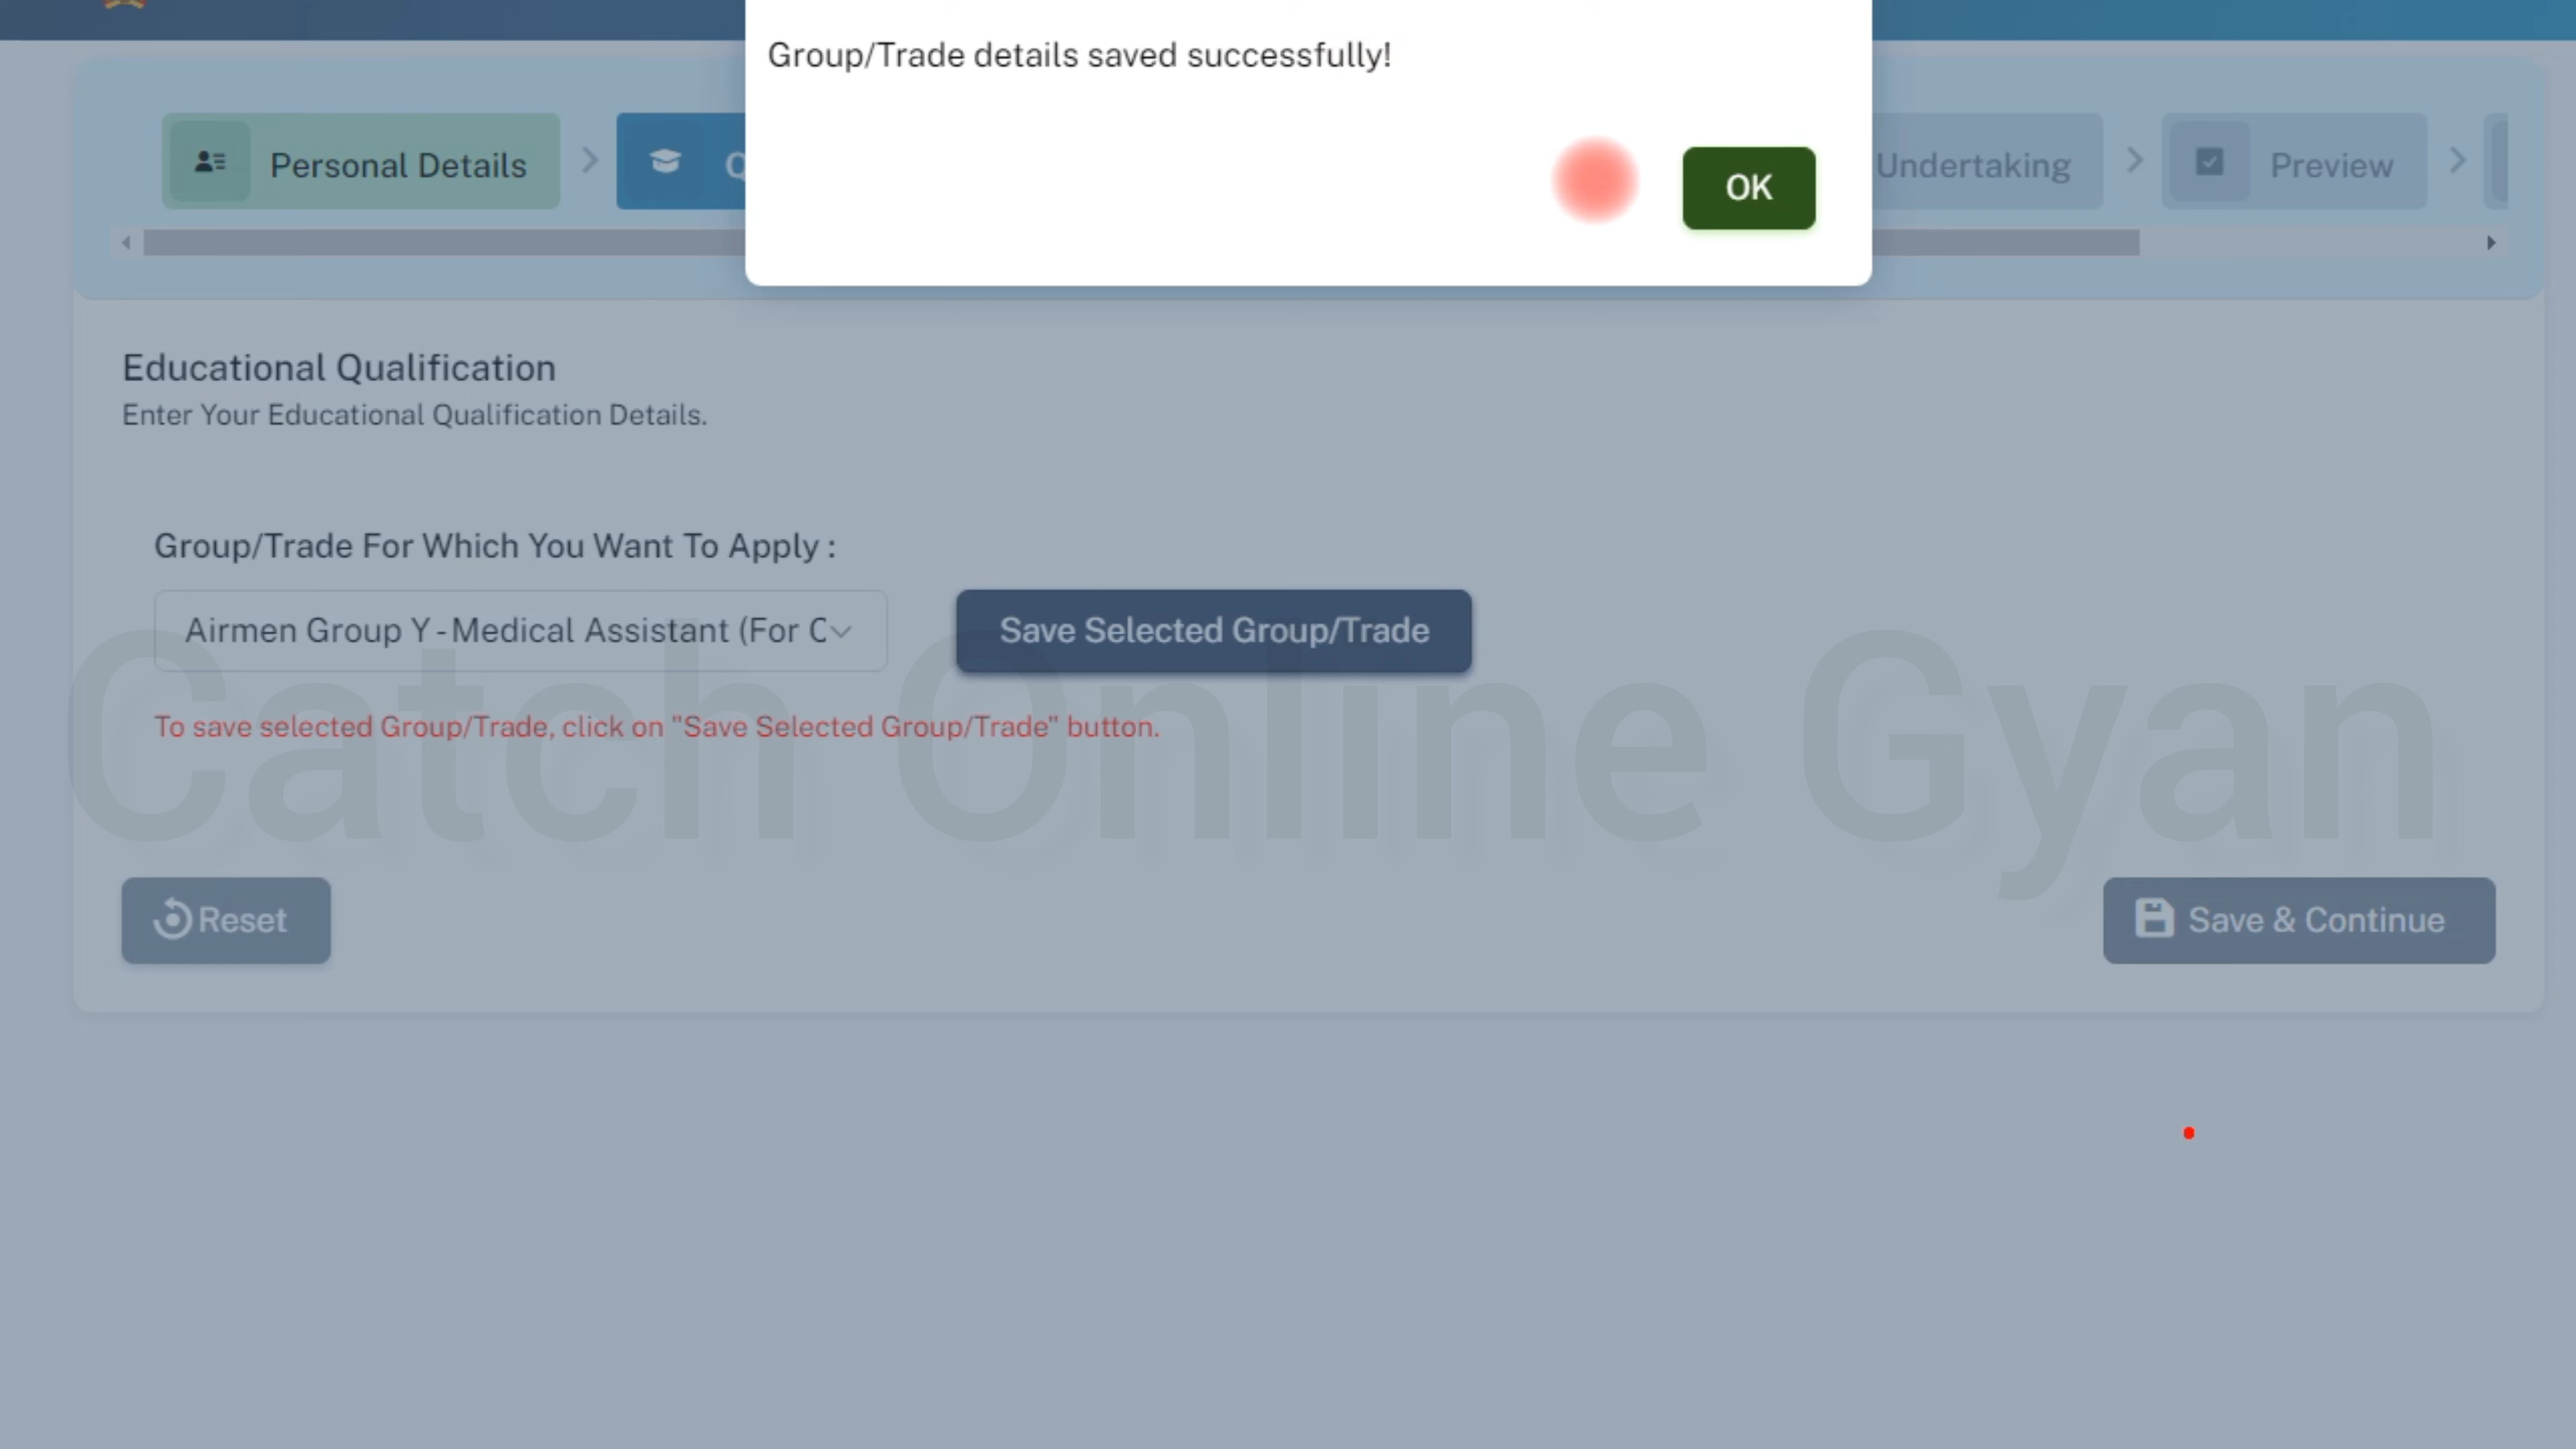 Group/Trade details saved successfully!
OK
Personal Details
Undertaking
Preview
Educational Qualification
Enter Your Educational Qualification Details.
Group/Trade For Which You Want To Apply :
Airmen Group Y - Medical Assistant (For
Save Selected Group/Trade
To save selected Group/Trade, click on "Save Selected Group/Trade" button.
Catch Online Gyan
Reset
Save & Continue